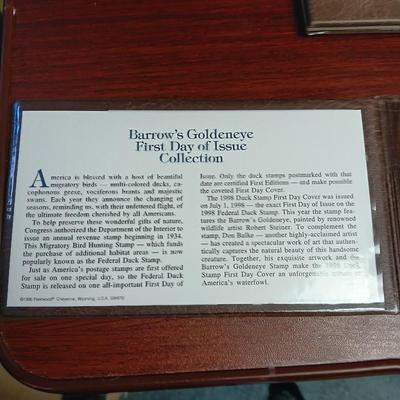 Barrow's Goldeneye
First Day of Issue
Collection
America is blessed with a host of beautiful
migratory birds — multi-colored ducks, ca-
cophonous geese, vociferous brants and majestic
swans. Each year they announce the changing of
seasons, reminding us, with their unfettered flight, of
the ultimate freedom cherished by all Americans.
To help preserve these wonderful gifts of nature,
Congress authorized the Department of the Interior to
issue an annual revenue stamp beginning in 1934.
This Migratory Bird Hunting Stamp — which funds
the purchase of additional habitat areas — is now
popularly known as the Federal Duck Stamp.
Just as America's postage stamps are first offered
for sale on one special day, so the Federal Duck
Stamp is released on one all-important First Day of
Issue. Only the duck stamps postmarked with that
date are certified First Editions — and make possible
the coveted First Day Cover.
The 1998 Duck Stamp First Day Cover was issued
on July 1, 1998 — the exact First Day of Issue on the
1998 Federal Duck Stamp. This year the stamp fea-
tures the Barrow's Goldeneye, painted by renowned
wildlife artist Robert Steiner. To complement the
stamp, Don Balke — another highly-acclaimed artist
— has created a spectacular work of art that authen-
tically captures the natural beauty of this handsome
creature. Together, his exquisite artwork and the
Barrow's Goldeneye Stamp make the 1998 Duck
Stamp First Day Cover an unforgettable tribute to
America's waterfowl.
Fleetwood® Cheyenne, Wyoming, U.S.A.